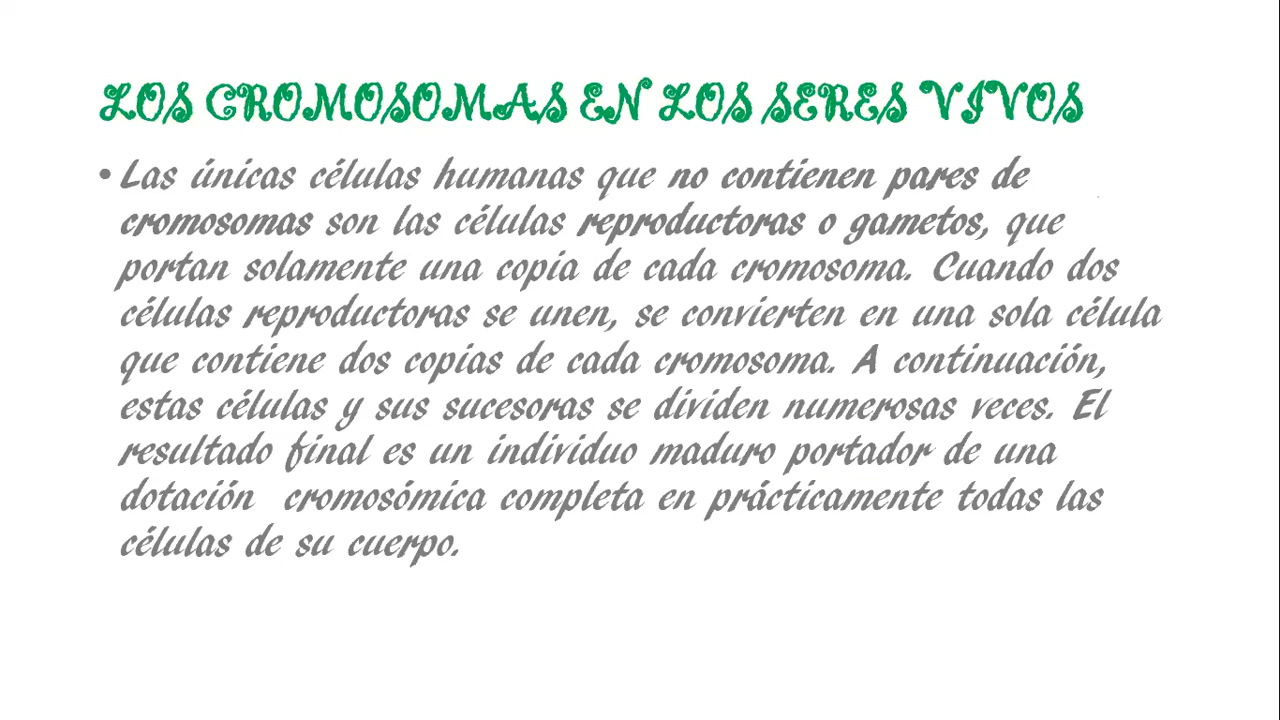 LOS CROMOSOMAS EN LOS SERES VIVOS
• Las únicas células humanas que no contienen pares de
cromosomas son las células reproductoras o gametos, que
portan solamente una copia de cada cromosoma. Cuando dos
células reproductoras se unen, se convierten en una sola célula
que contiene dos copias de cada cromosoma. A continuación,
estas células y sus sucesoras se dividen numerosas veces. El
resultado final es un individuo maduro portador de una
dotación  cromosómica completa en prácticamente todas las
células de su cuerpo.